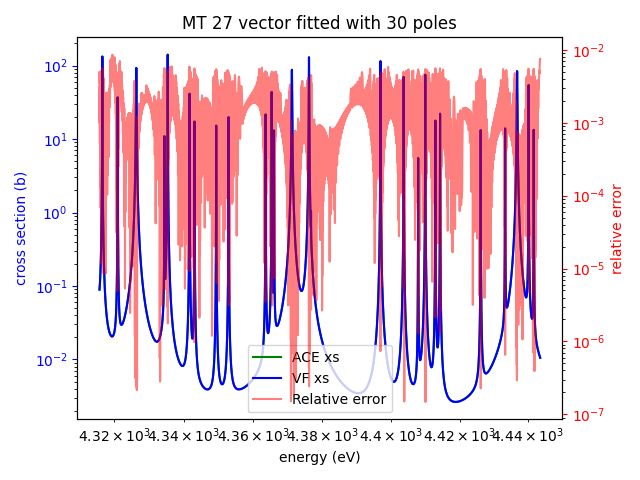 MT 27 vector fitted with 30 poles
cross section (b)
10²
10¹
10⁰
10⁻¹
10⁻²
relative error
10⁻²
10⁻³
10⁻⁴
10⁻⁵
10⁻⁶
10⁻⁷
ACE xs
VF xs
Relative error
4.32 × 10³ 4.34 × 10³ 4.36 × 10³ 4.38 × 10³ 4.4 × 10³ 4.42 × 10³ 4.44 × 10³
energy (eV)